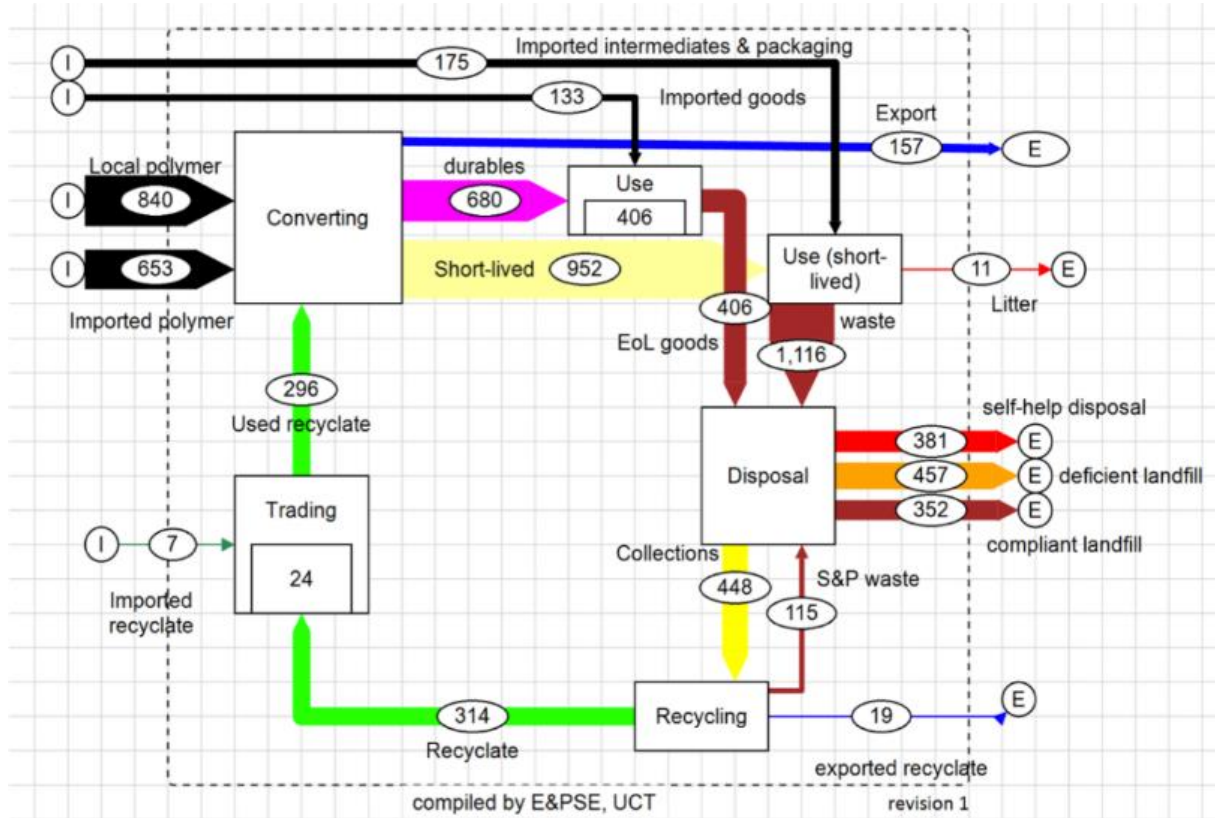 Imported intermediates & packaging
I
175
I
133
Imported goods
Export
157
E
Local polymer
durables
Use
I
840
Converting
680
406
I
653
Short-lived
952
Use (short-
lived)
11
E
Imported polymer
406
waste
Litter
EoL goods
1,116
296
Used recyclate
self-help disposal
381
E
Disposal
457
E
deficient landfill
Trading
352
E
compliant landfill
I
7
24
Collections
S&P waste
448
115
Imported
recyclate
E
314
Recycling
19
Recyclate
exported recyclate
compiled by E&PSE, UCT
revision 1